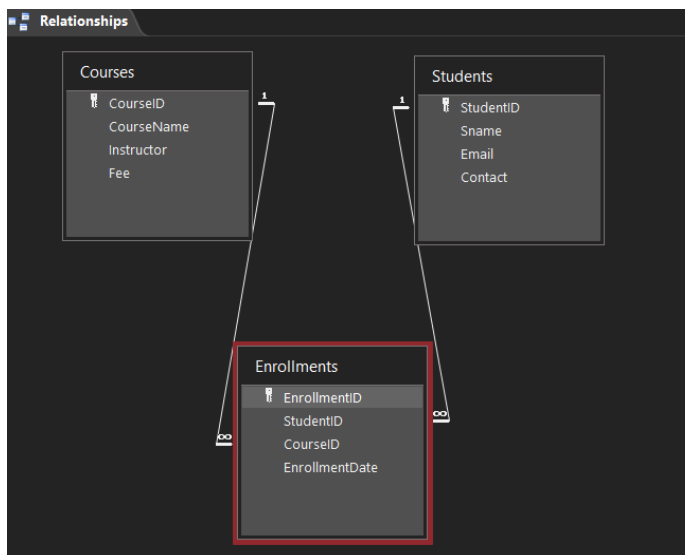 Relationships
Courses
CourseID
CourseName
Instructor
Fee
Students
StudentID
Sname
Email
Contact
1
1
Enrollments
EnrollmentID
StudentID
CourseID
EnrollmentDate
∞
∞